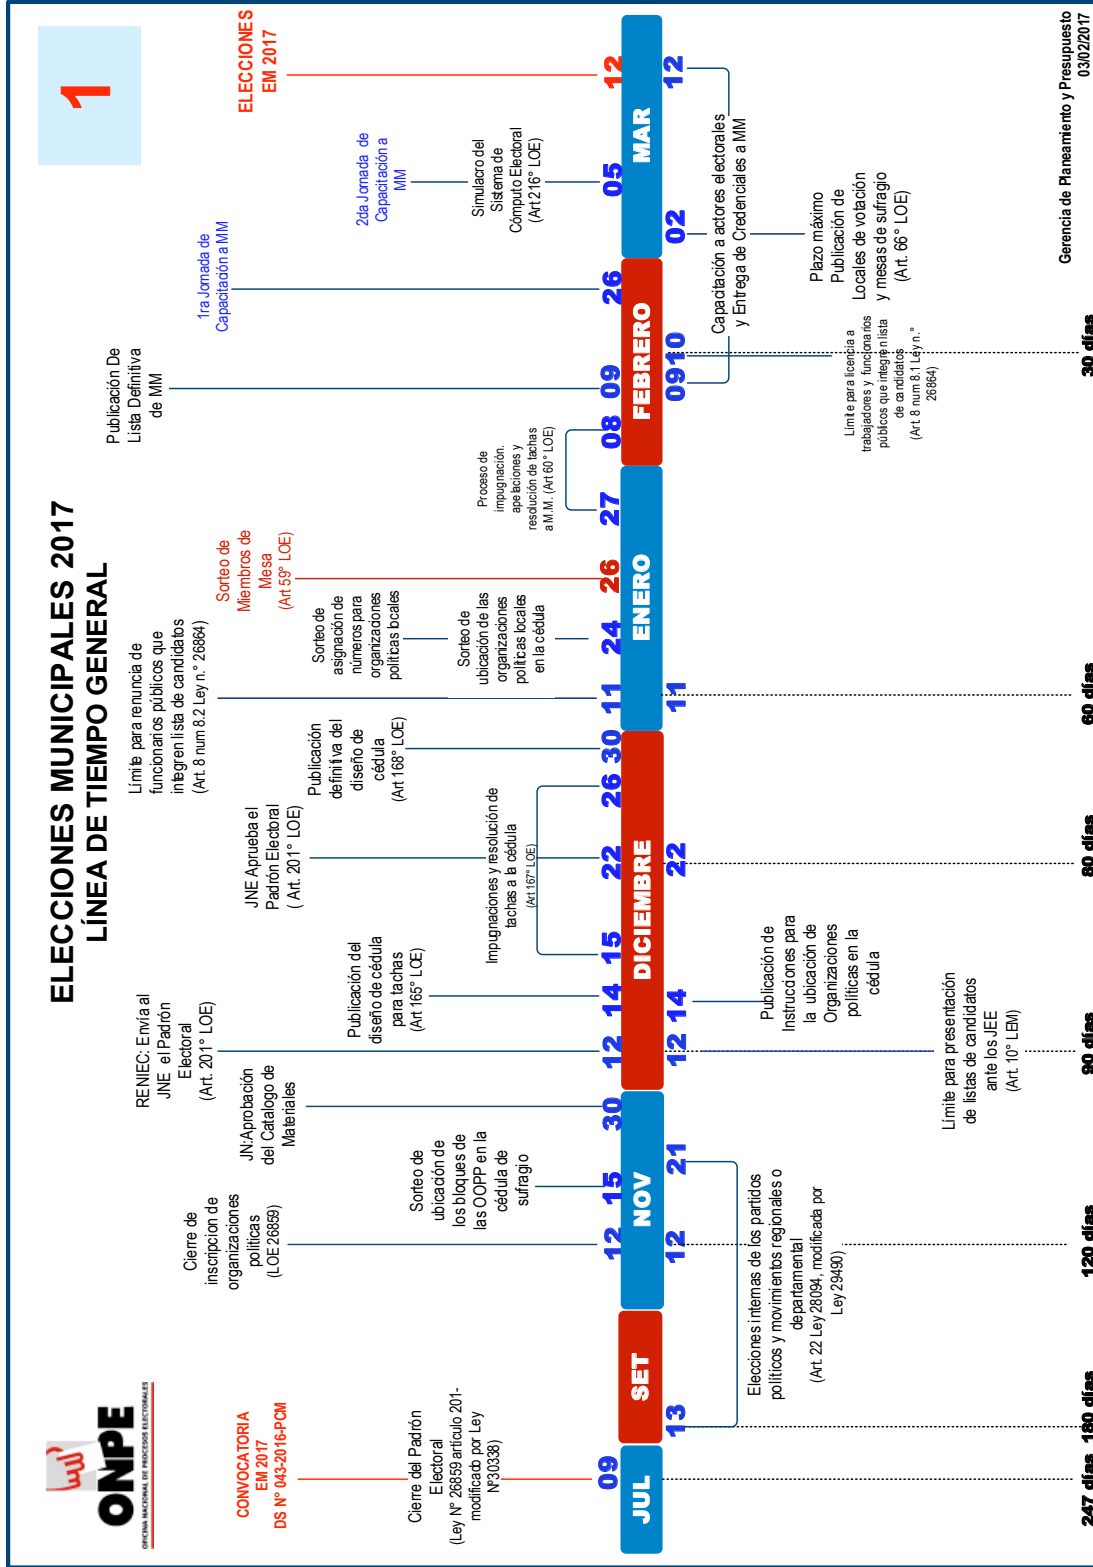 ONPE
OFICINA NACIONAL DE PROCESOS ELECTORALES
ELECCIONES MUNICIPALES 2017
LÍNEA DE TIEMPO GENERAL
1
CONVOCATORIA
EM 2017
DS Nº 043-2016-PCM
Cierre del Padrón
Electoral
(Ley Nº 26859 artículo 201-
modificado por Ley
Nº30338)
Cierre de
inscripcion de
organizaciones
políticas
(LOE 26859)
Sorteo de
ubicación de
los bloques de
las OOPP en la
cédula de
sufragio
JN:Aprobación
del Catalogo de
Materiales
RENIEC: Envía al
JNE el Padrón
Electoral
(Art. 201° LOE)
Publicación del
diseño de cédula
para tachas
(Art 165° LOE)
Impugnaciones y resolución de
tachas a la cédula
(Art 167° LOE)
JNE Aprueba el
Padrón Electoral
( Art. 201° LOE)
Publicación
definitiva del
diseño de
cédula
(Art 168° LOE)
Límite para renuncia de
funcionarios públicos que
integren lista de candidatos
(Art. 8 num 8.2 Ley n.° 26864)
Sorteo de
asignación de
números para
organizaciones
políticas locales
Sorteo de
ubicación de las
organizaciones
políticas locales
en la cédula
Sorteo de
Miembros de
Mesa
(Art 59° LOE)
Proceso de
impugnación.
apelaciones y
resolución de tachas
a M.M. (Art 60° LOE)
Publicación De
Lista Definitiva
de MM
1ra Jornada de
Capacitación a MM
2da Jornada de
Capacitación a
MM
Simulacro del
Sistema de
Cómputo Electoral
(Art 216° LOE)
ELECCIONES
EM 2017
09
12
15
30
12
14
15
22
26
30
11
24
26
27
08
09
26
05
12
JUL
SET
NOV
DICIEMBRE
ENERO
FEBRERO
MAR
13
12
21
12
14
22
11
09
10
02
12
Elecciones internas de los partidos
políticos y movimientos regionales o
departamental
(Art. 22 Ley 28094, modificada por
Ley 29490)
Límite para presentación
de listas de candidatos
ante los JEE
(Art. 10° LEM)
Publicación de
Instrucciones para
la ubicación de
Organizaciones
políticas en la
cédula
Límite para licencia a
trabajadores y funcionarios
públicos que integren lista
de candidatos
(Art. 8 num 8.1 Ley n.°
26864)
Capacitación a actores electorales
y Entrega de Credenciales a MM
Plazo máximo
Publicación de
Locales de votación
y mesas de sufragio
(Art. 66° LOE)
247 días
180 días
120 días
90 días
80 días
60 días
30 días
Gerencia de Planeamiento y Presupuesto
03/02/2017